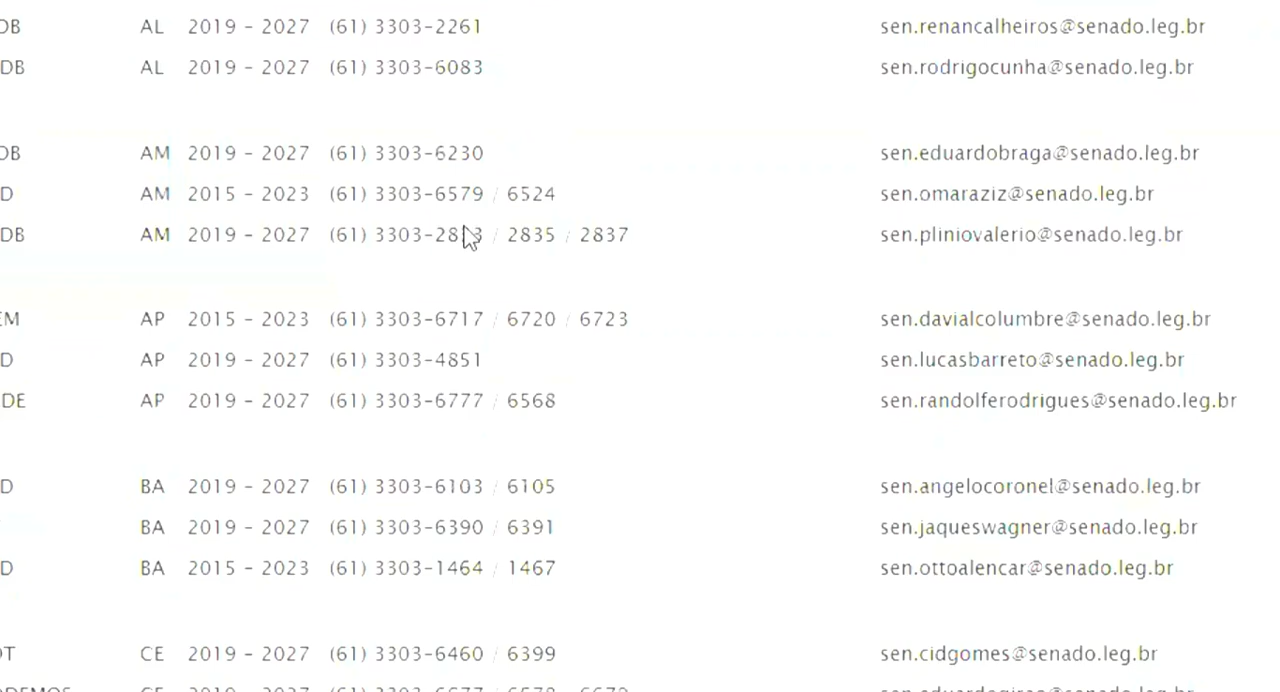 DB AL 2019 - 2027 (61) 3303-2261 sen.renancalheiros@senado.leg.br
DB AL 2019 - 2027 (61) 3303-6083 sen.rodrigocunha@senado.leg.br
DB AM 2019 - 2027 (61) 3303-6230 sen.eduardobraga@senado.leg.br
D AM 2015 - 2023 (61) 3303-6579 / 6524 sen.omaraziz@senado.leg.br
DB AM 2019 - 2027 (61) / 2835 / 2837 sen.pliniovalerio@senado.leg.br
EM AP 2015 - 2023 (61) 3303-6717 / 6720 / 6723 sen.davialcolumbre@senado.leg.br
D AP 2019 - 2027 (61) 3303-4851 sen.lucasbarreto@senado.leg.br
DE AP 2019 - 2027 (61) 3303-6777 / 6568 sen.randolferodrigues@senado.leg.br
D BA 2019 - 2027 (61) 3303-6103 / 6105 sen.angelocoronel@senado.leg.br
BA 2019 - 2027 (61) 3303-6390 / 6391 sen.jaqueswagner@senado.leg.br
D BA 2015 - 2023 (61) 3303-1464 / 1467 sen.ottoalencar@senado.leg.br
DT CE 2019 - 2027 (61) 3303-6460 / 6399 sen.cidgomes@senado.leg.br